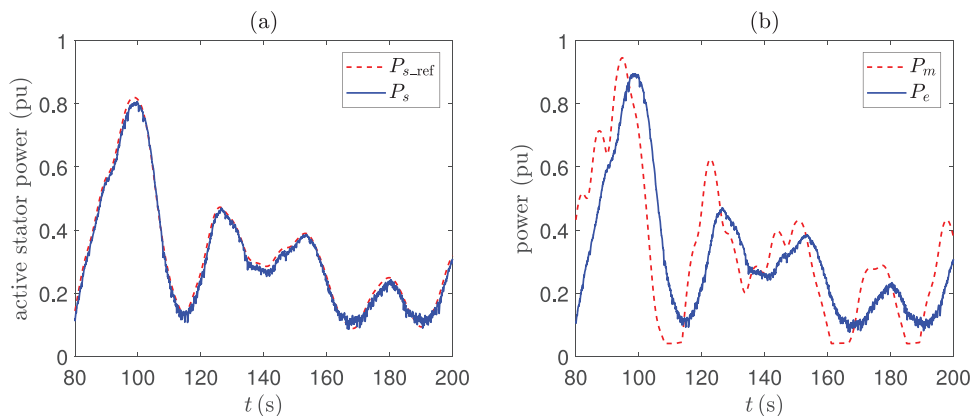 (a)
active stator power (pu)
1
0.8
0.6
0.4
0.2
0
80 100 120 140 160 180 200
t (s)
P_{s_ref}
P_s
(b)
power (pu)
1
0.8
0.6
0.4
0.2
0
80 100 120 140 160 180 200
t (s)
P_m
P_e